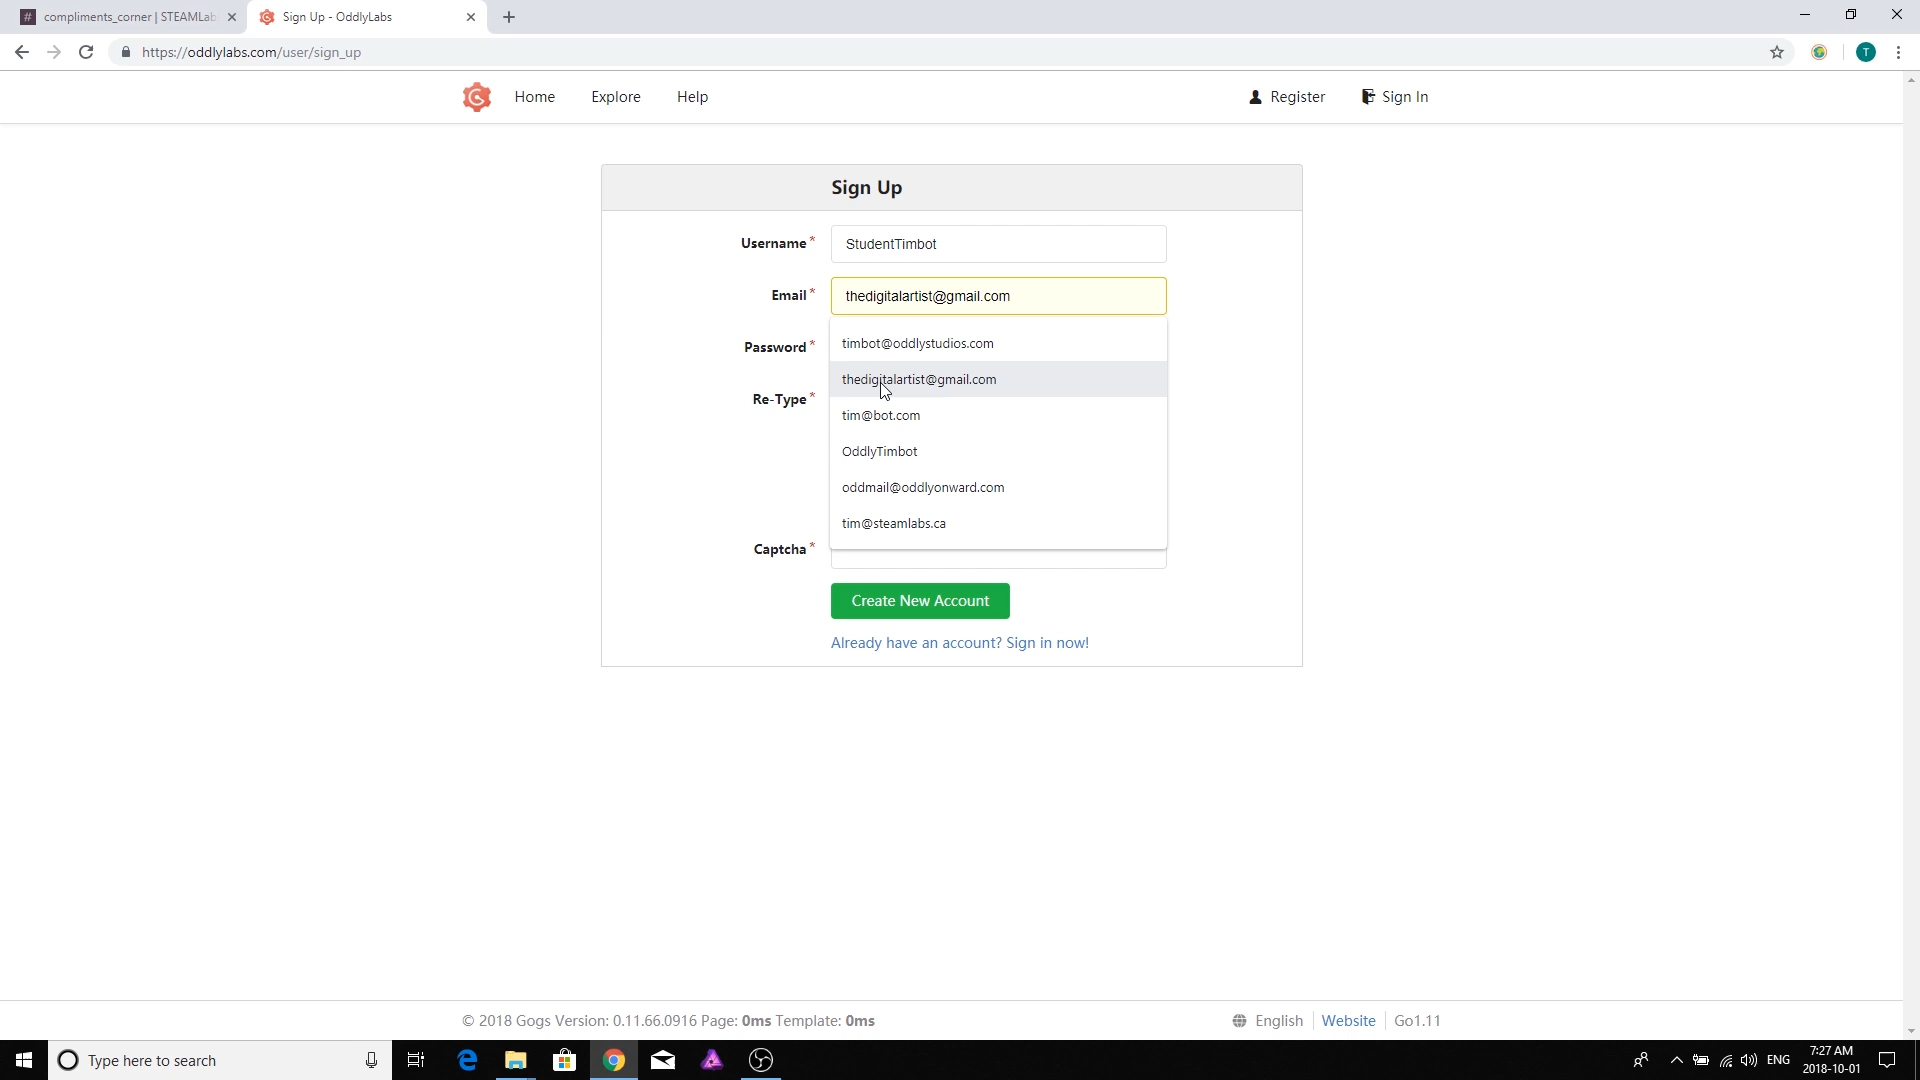 compliments_corner | STEAMLab
Sign Up - OddlyLabs
https://oddlylabs.com/user/sign_up
T
Home
Explore
Help
Register
Sign In
Sign Up
Username*
StudentTimbot
Email*
thedigitalartist@gmail.com
timbot@oddlystudios.com
Password*
thedigitalartist@gmail.com
Re-Type*
tim@bot.com
OddlyTimbot
oddmail@oddlyonward.com
tim@steamlabs.ca
Captcha*
Create New Account
Already have an account? Sign in now!
© 2018 Gogs Version: 0.11.66.0916 Page: 0ms Template: 0ms
English
Website
Go1.11
Type here to search
ENG
7:27 AM
2018-10-01